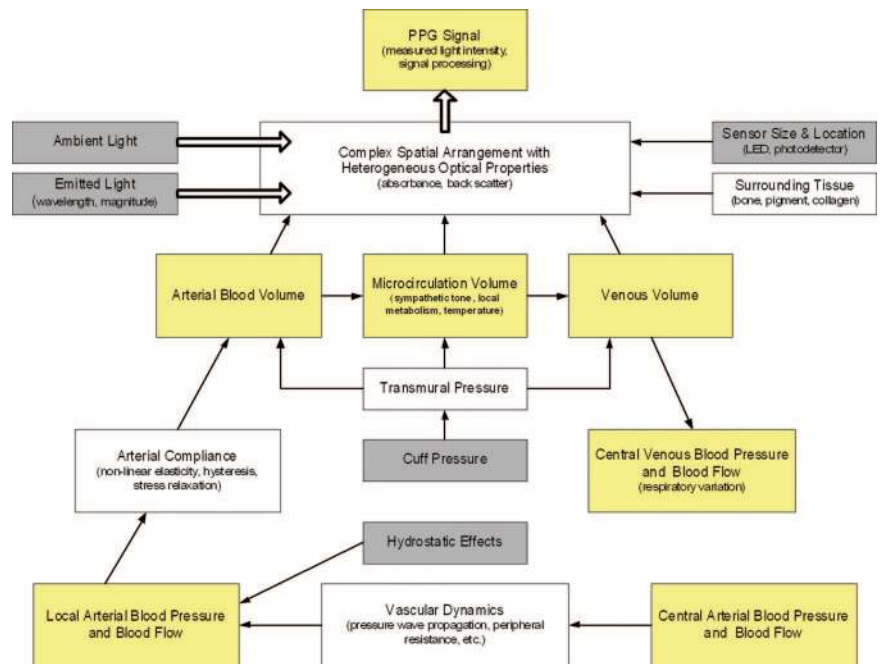 PPG Signal
(measured light intensity,
signal processing)
Ambient Light
Complex Spatial Arrangement with
Heterogeneous Optical Properties
(absorbance, back scatter)
Sensor Size & Location
(LED, photodetector)
Emitted Light
(wavelength, magnitude)
Surrounding Tissue
(bone, pigment, collagen)
Arterial Blood Volume
Microcirculation Volume
(sympathetic tone, local
metabolism, temperature)
Venous Volume
Transmural Pressure
Arterial Compliance
(non-linear elasticity, hysteresis,
stress relaxation)
Cuff Pressure
Central Venous Blood Pressure
and Blood Flow
(respiratory variation)
Hydrostatic Effects
Local Arterial Blood Pressure
and Blood Flow
Vascular Dynamics
(pressure wave propagation, peripheral
resistance, etc.)
Central Arterial Blood Pressure
and Blood Flow